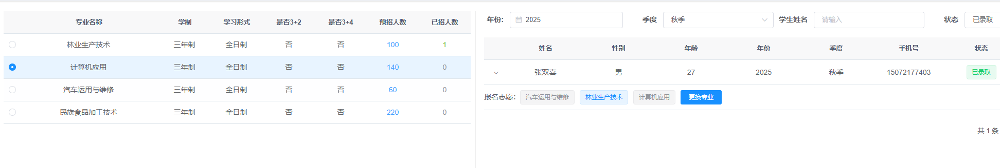 专业名称 学制 学习形式 是否3+2 是否3+4 预招人数 已招人数
林业生产技术 三年制 全日制 否 否 100 1
计算机应用 三年制 全日制 否 否 140 0
汽车运用与维修 三年制 全日制 否 否 60 0
民族食品加工技术 三年制 全日制 否 否 220 0
年份: 2025 季度 秋季 学生姓名 请输入 状态 已录取
姓名 性别 年龄 年份 季度 手机号 状态
张双喜 男 27 2025 秋季 15072177403 已录取
报名志愿: 汽车运用与维修 林业生产技术 计算机应用 更换专业
共 1 条